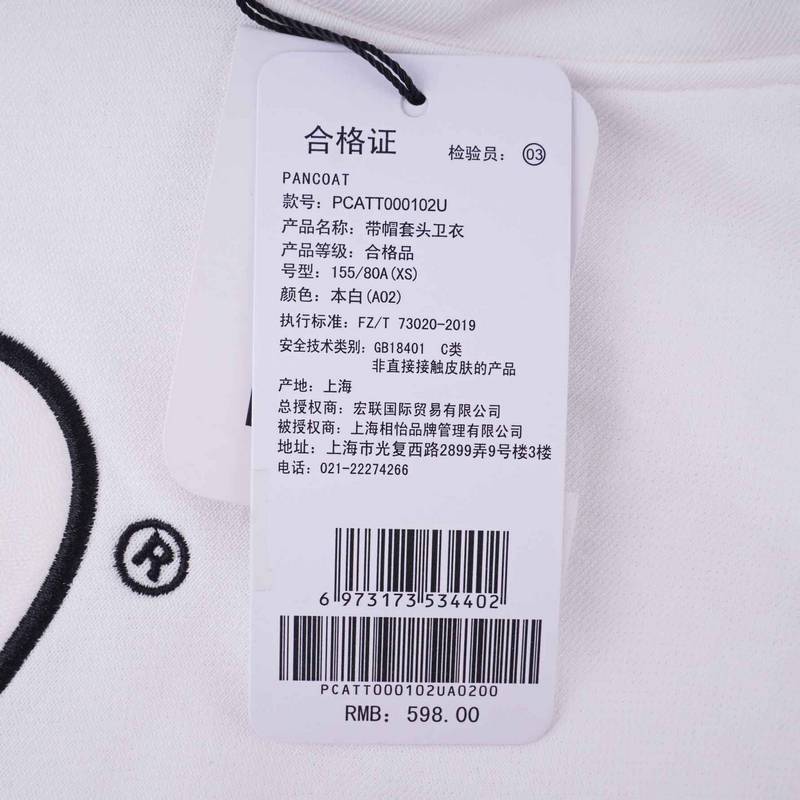 合格证
检验员：03
PANCOAT
款号：PCATT000102U
产品名称：带帽套头卫衣
产品等级：合格品
号型：155/80A(XS)
颜色：本白(A02)
执行标准：FZ/T 73020-2019
安全技术类别：GB18401 C类
非直接接触皮肤的产品
产地：上海
总授权商：宏联国际贸易有限公司
被授权商：上海相怡品牌管理有限公司
地址：上海市光复西路2899弄9号楼3楼
电话：021-22274266
6 973173 534402
PCATT000102UA0200
RMB：598.00
®